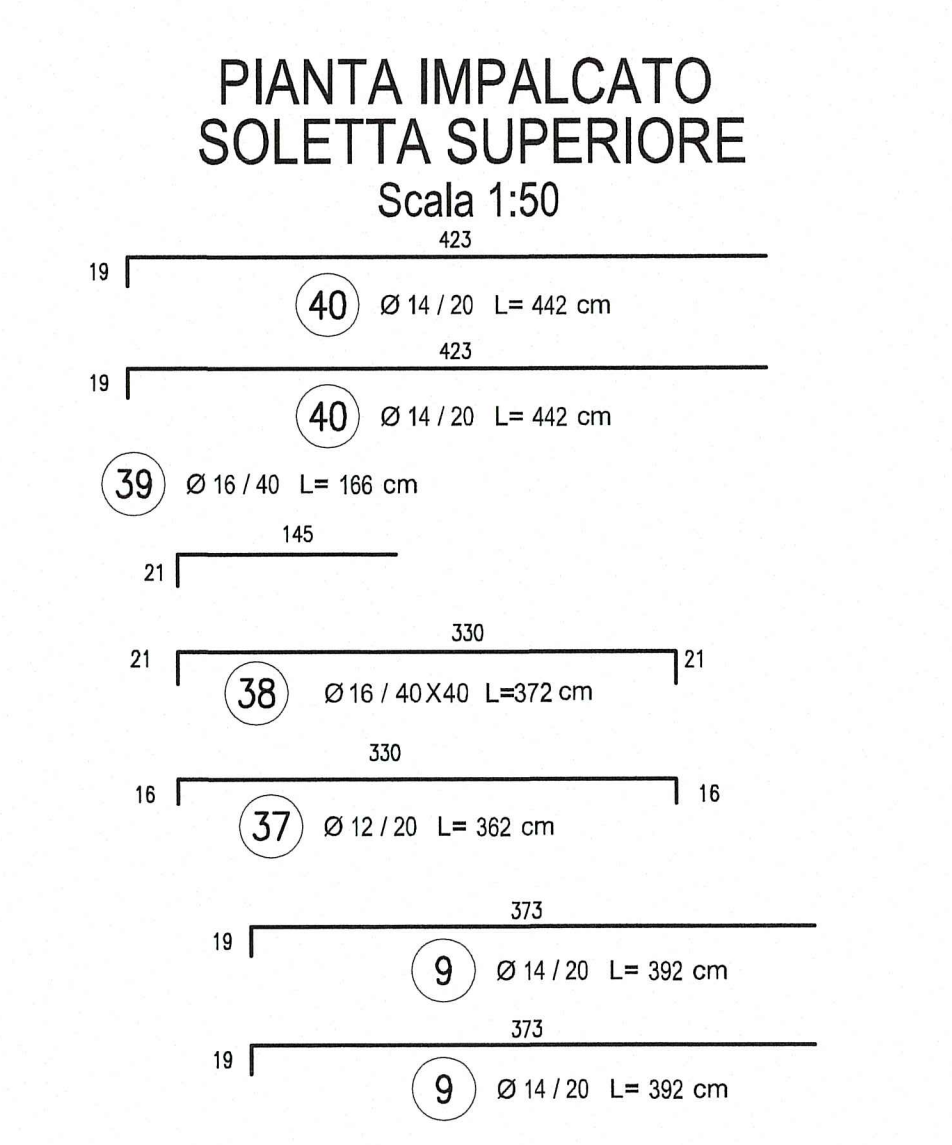 PIANTA IMPALCATO
SOLETTA SUPERIORE
Scala 1:50
423
19
40 Ø 14 / 20 L= 442 cm
423
19
40 Ø 14 / 20 L= 442 cm
39 Ø 16 / 40 L= 166 cm
145
21
330
21 21
38 Ø 16 / 40X40 L=372 cm
330
16 16
37 Ø 12 / 20 L= 362 cm
373
19
9 Ø 14 / 20 L= 392 cm
373
19
9 Ø 14 / 20 L= 392 cm